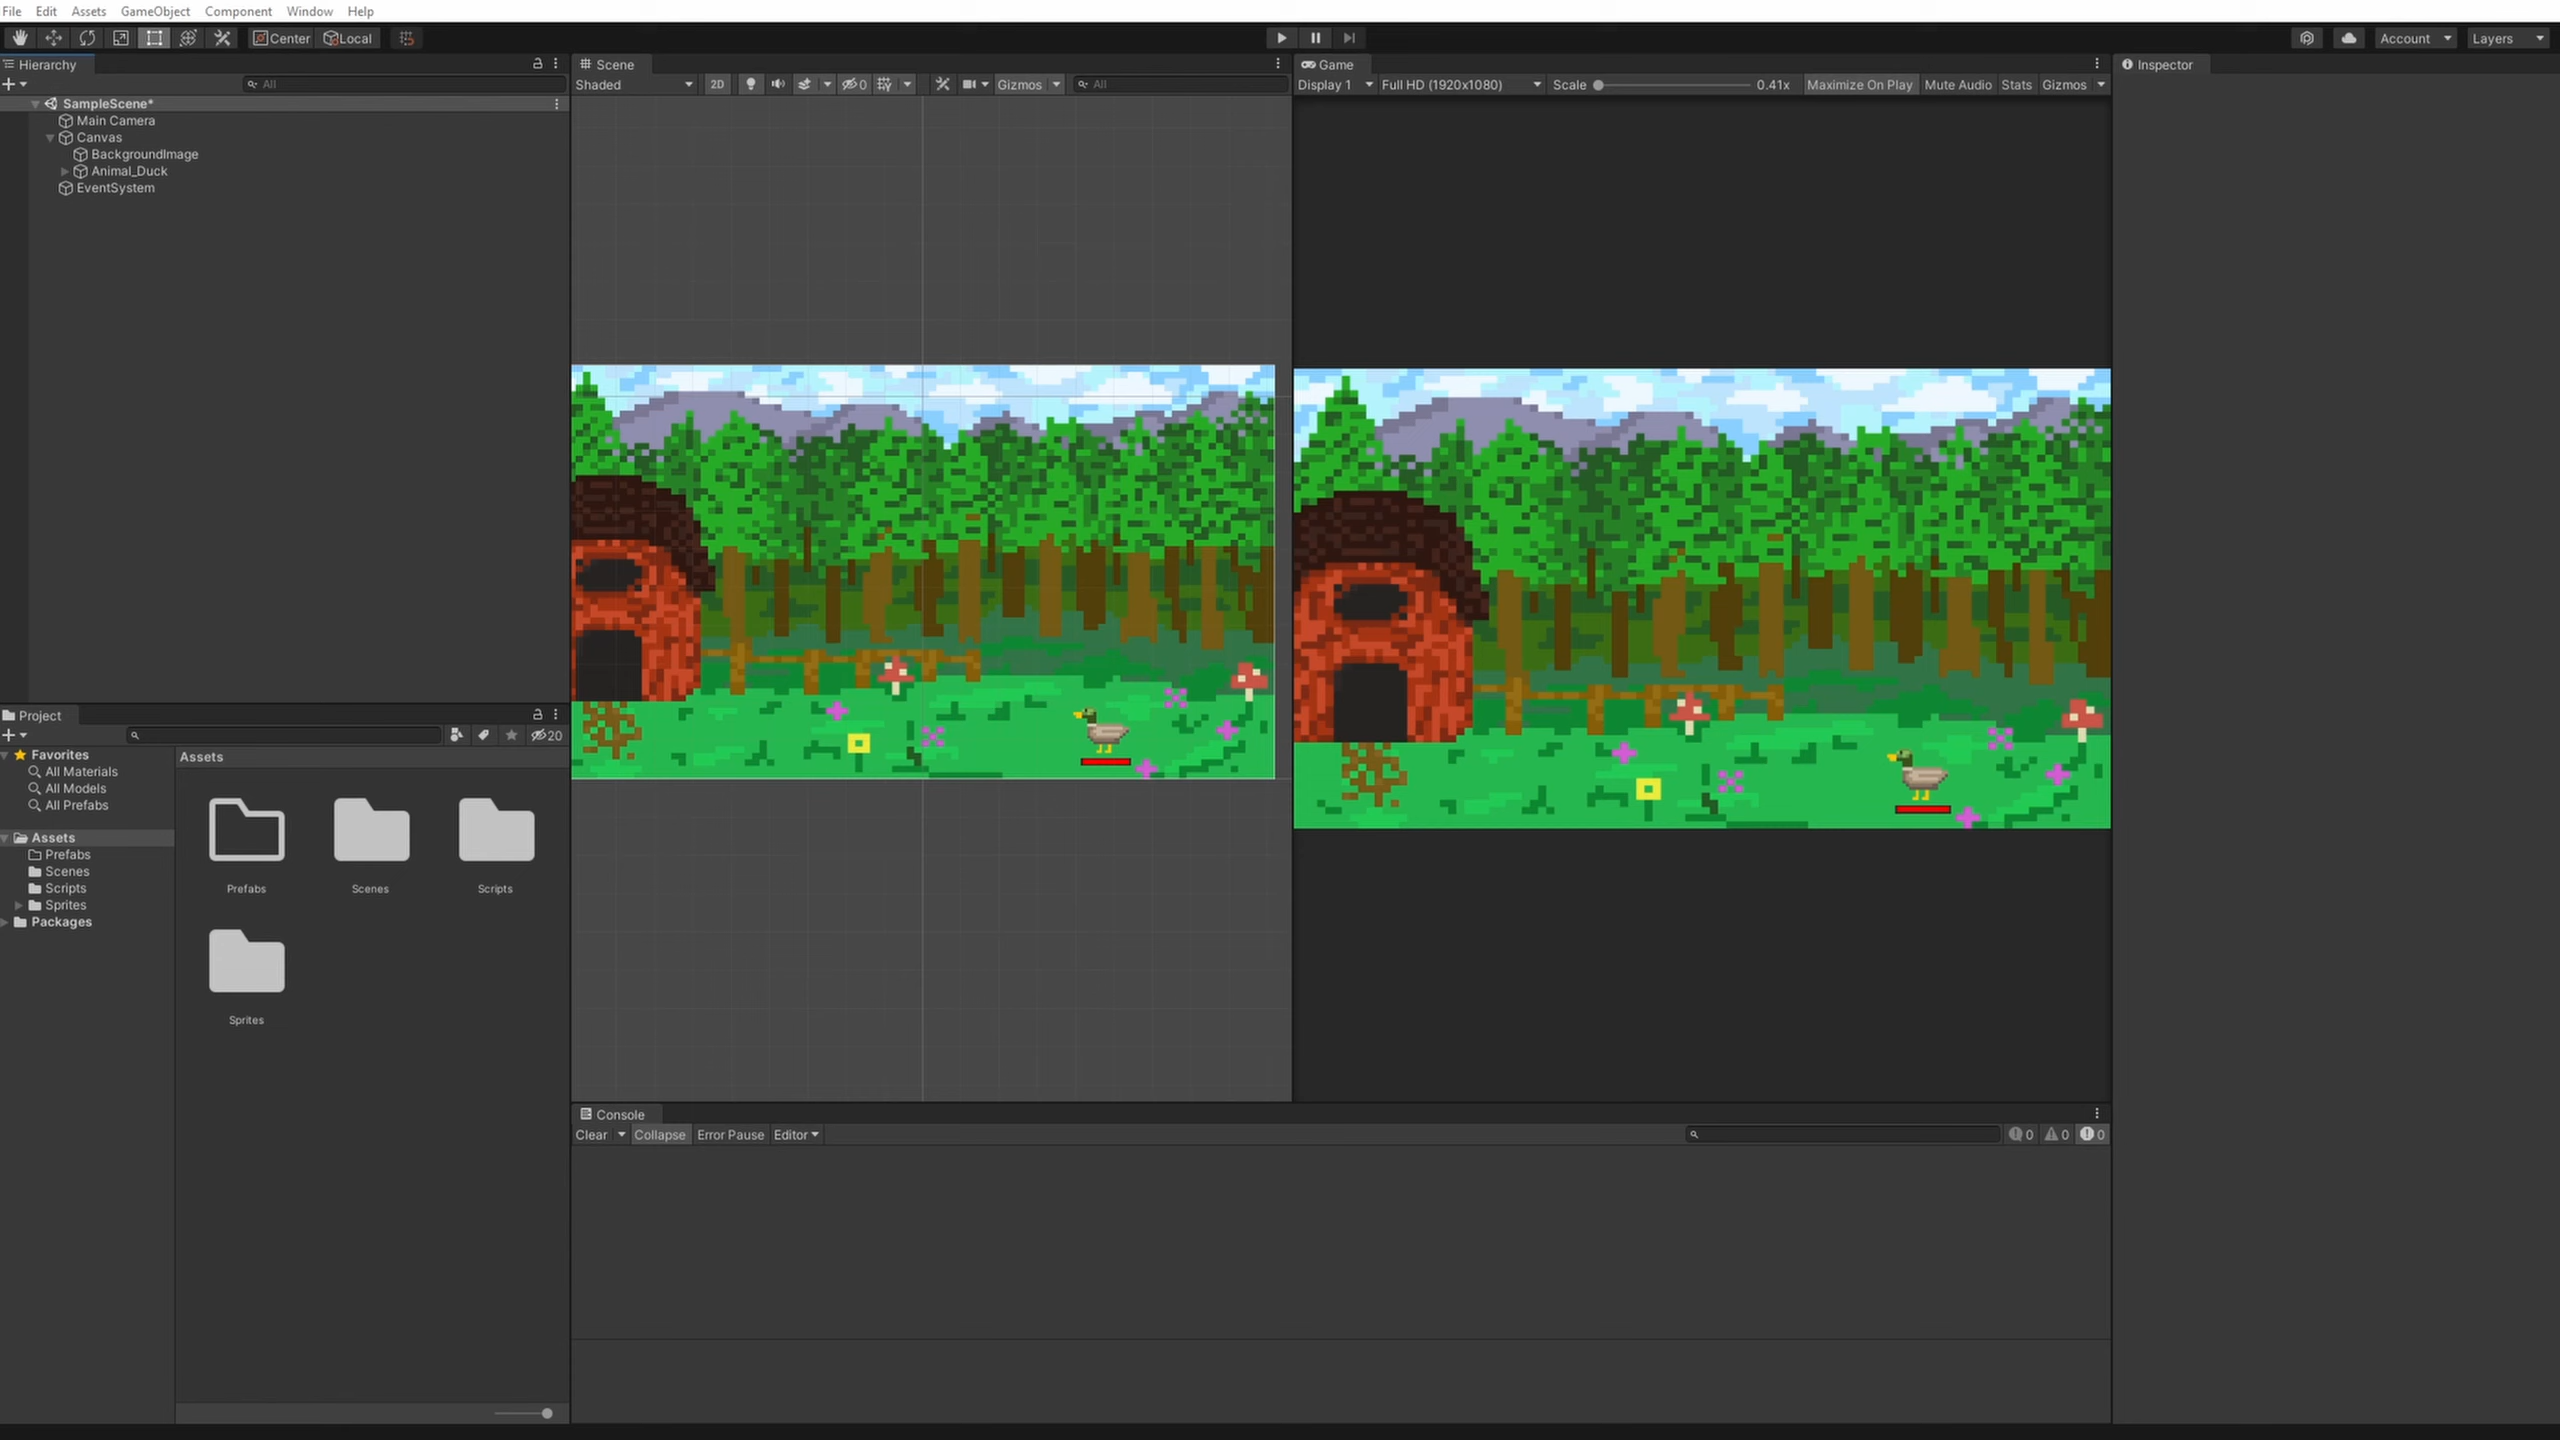 File Edit Assets GameObject Component Window Help
Center Local
Account Layers
Hierarchy
All
SampleScene*
Main Camera
Canvas
BackgroundImage
Animal_Duck
EventSystem
Scene
Shaded 2D 0 Gizmos All
Game
Display 1 Full HD (1920x1080) Scale 0.41x Maximize On Play Mute Audio Stats Gizmos
Inspector
Project
20
Favorites
All Materials
All Models
All Prefabs
Assets
Prefabs
Scenes
Scripts
Sprites
Packages
Assets
Prefabs Scenes Scripts
Sprites
Console
Clear Collapse Error Pause Editor 0 0 0